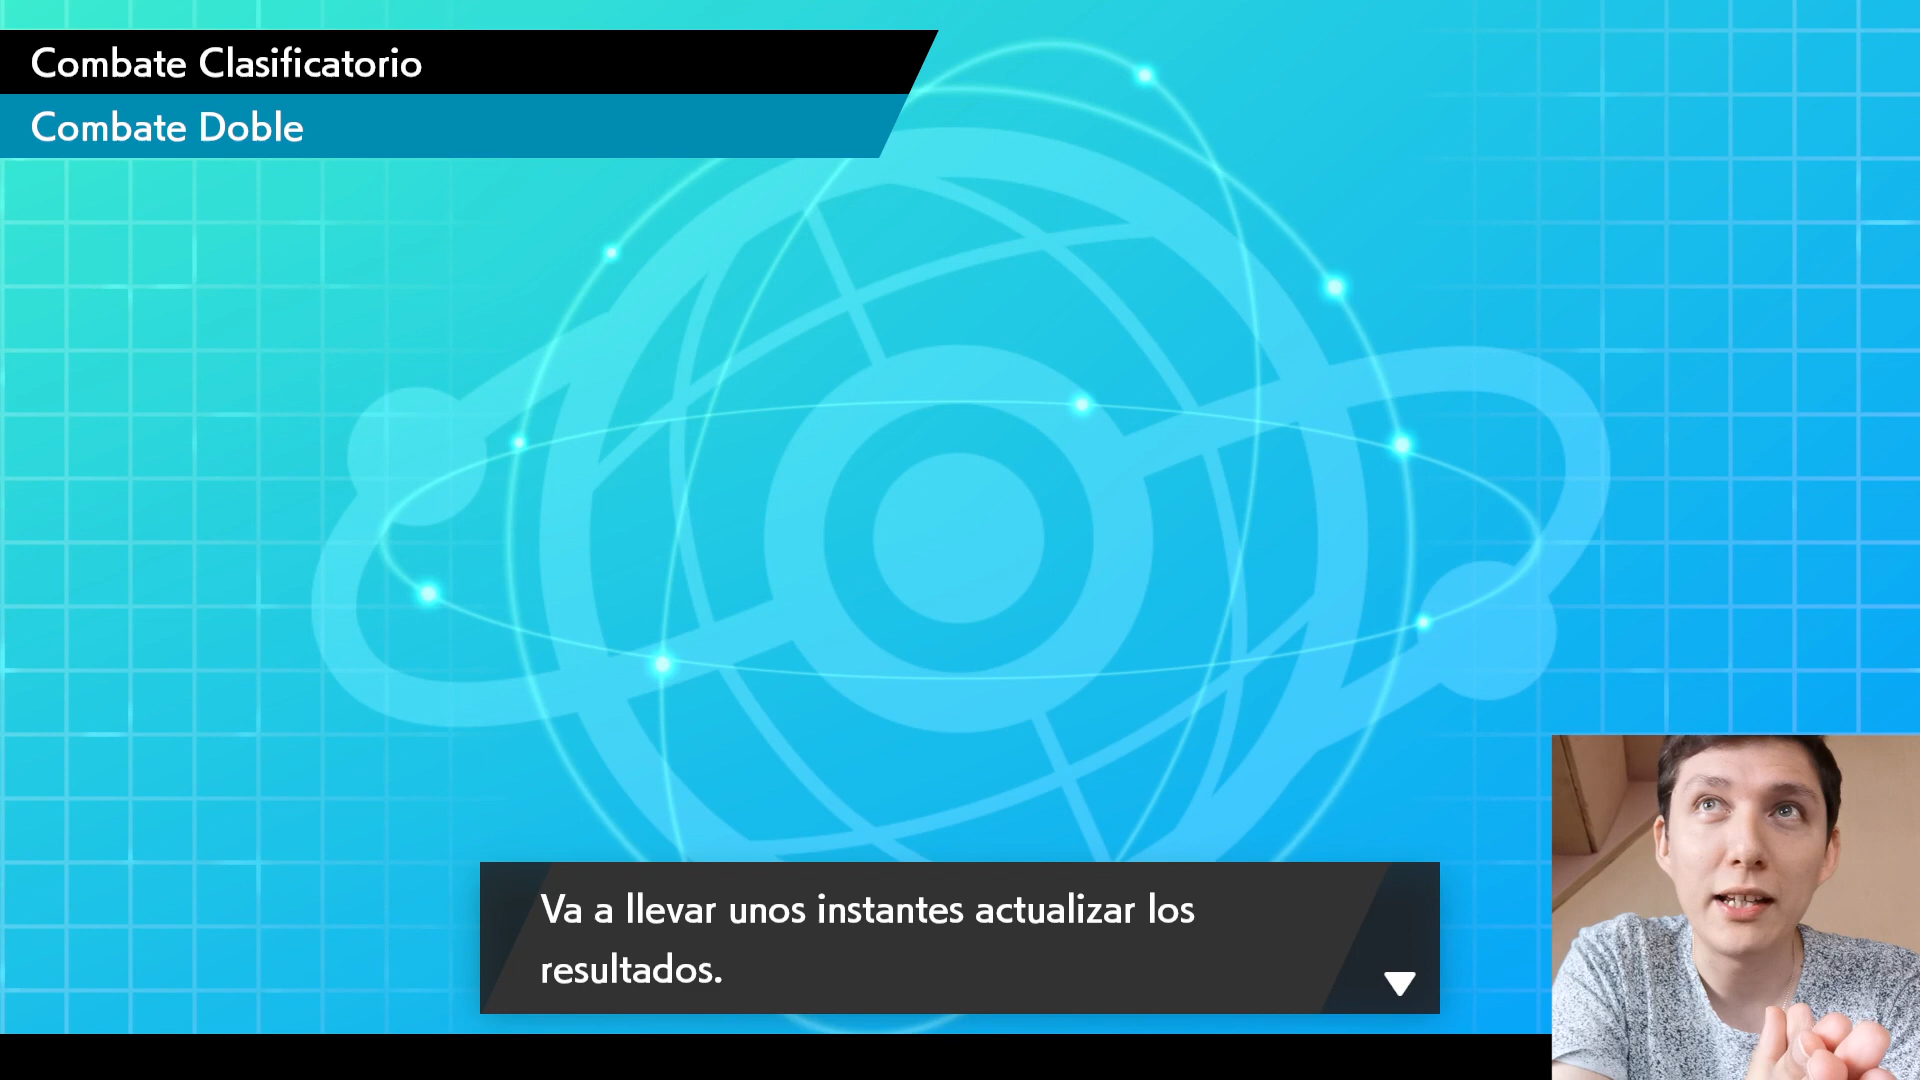 Combate Clasificatorio
Combate Doble
Va a llevar unos instantes actualizar los
resultados.